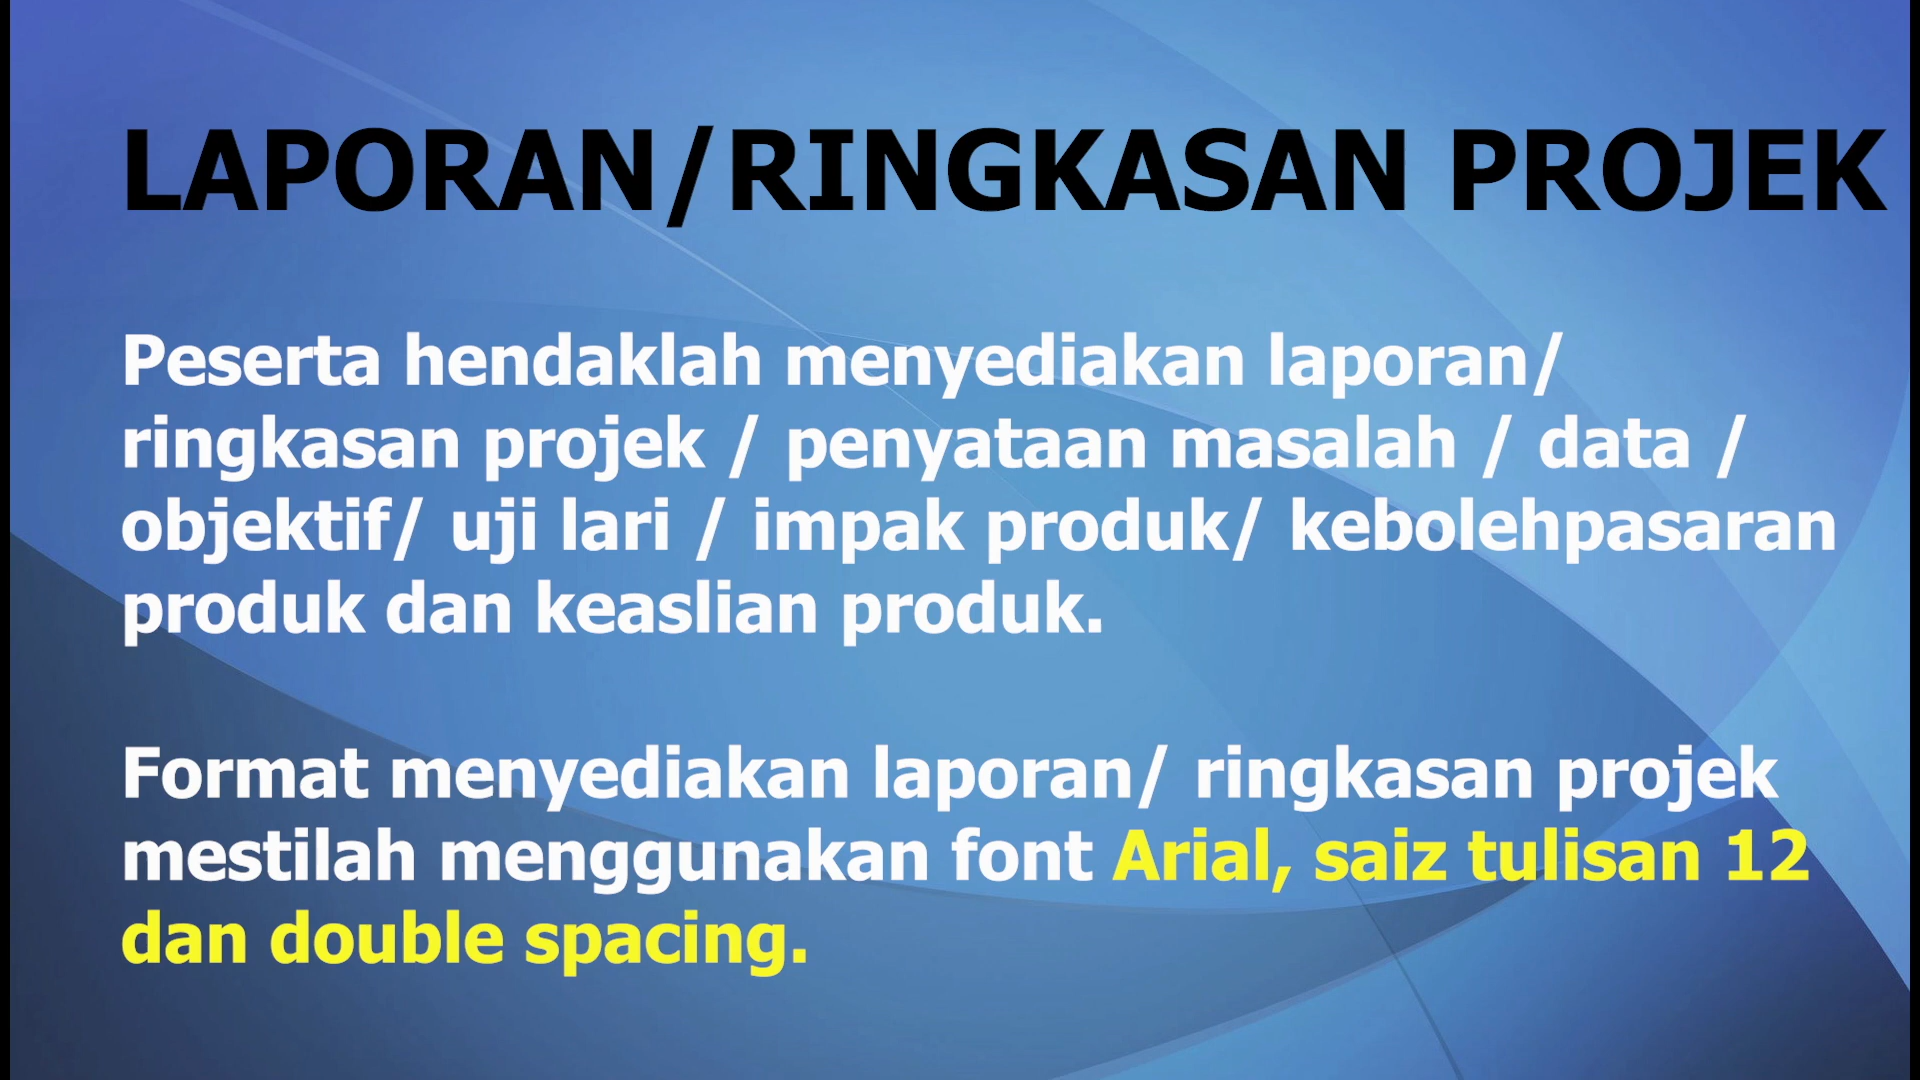 LAPORAN/RINGKASAN PROJEK
Peserta hendaklah menyediakan laporan/
ringkasan projek / penyataan masalah / data /
objektif/ uji lari / impak produk/ kebolehpasaran
produk dan keaslian produk.
Format menyediakan laporan/ ringkasan projek
mestilah menggunakan font Arial, saiz tulisan 12
dan double spacing.